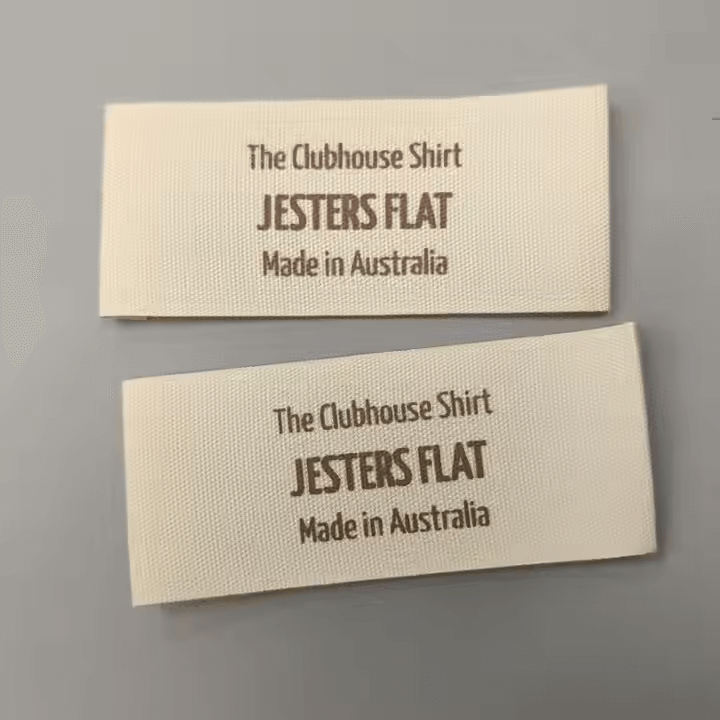 The Clubhouse Shirt
JESTERS FLAT
Made in Australia
The Clubhouse Shirt
JESTERS FLAT
Made in Australia